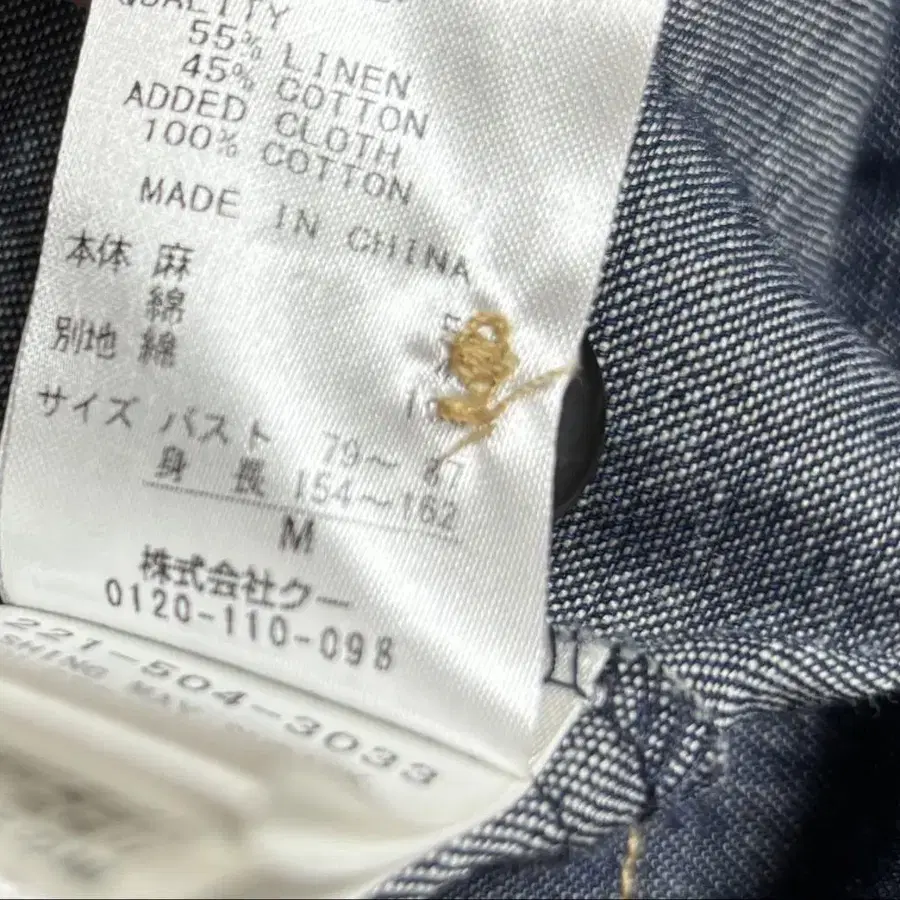 QUALITY
55% LINEN
45% COTTON
ADDED CLOTH
100% COTTON
MADE IN CHINA
本体 麻
綿
別地 綿
サイズ バスト 79〜 87
身 長 154〜162
M
株式会社クー
0120-110-098
221-504-3033